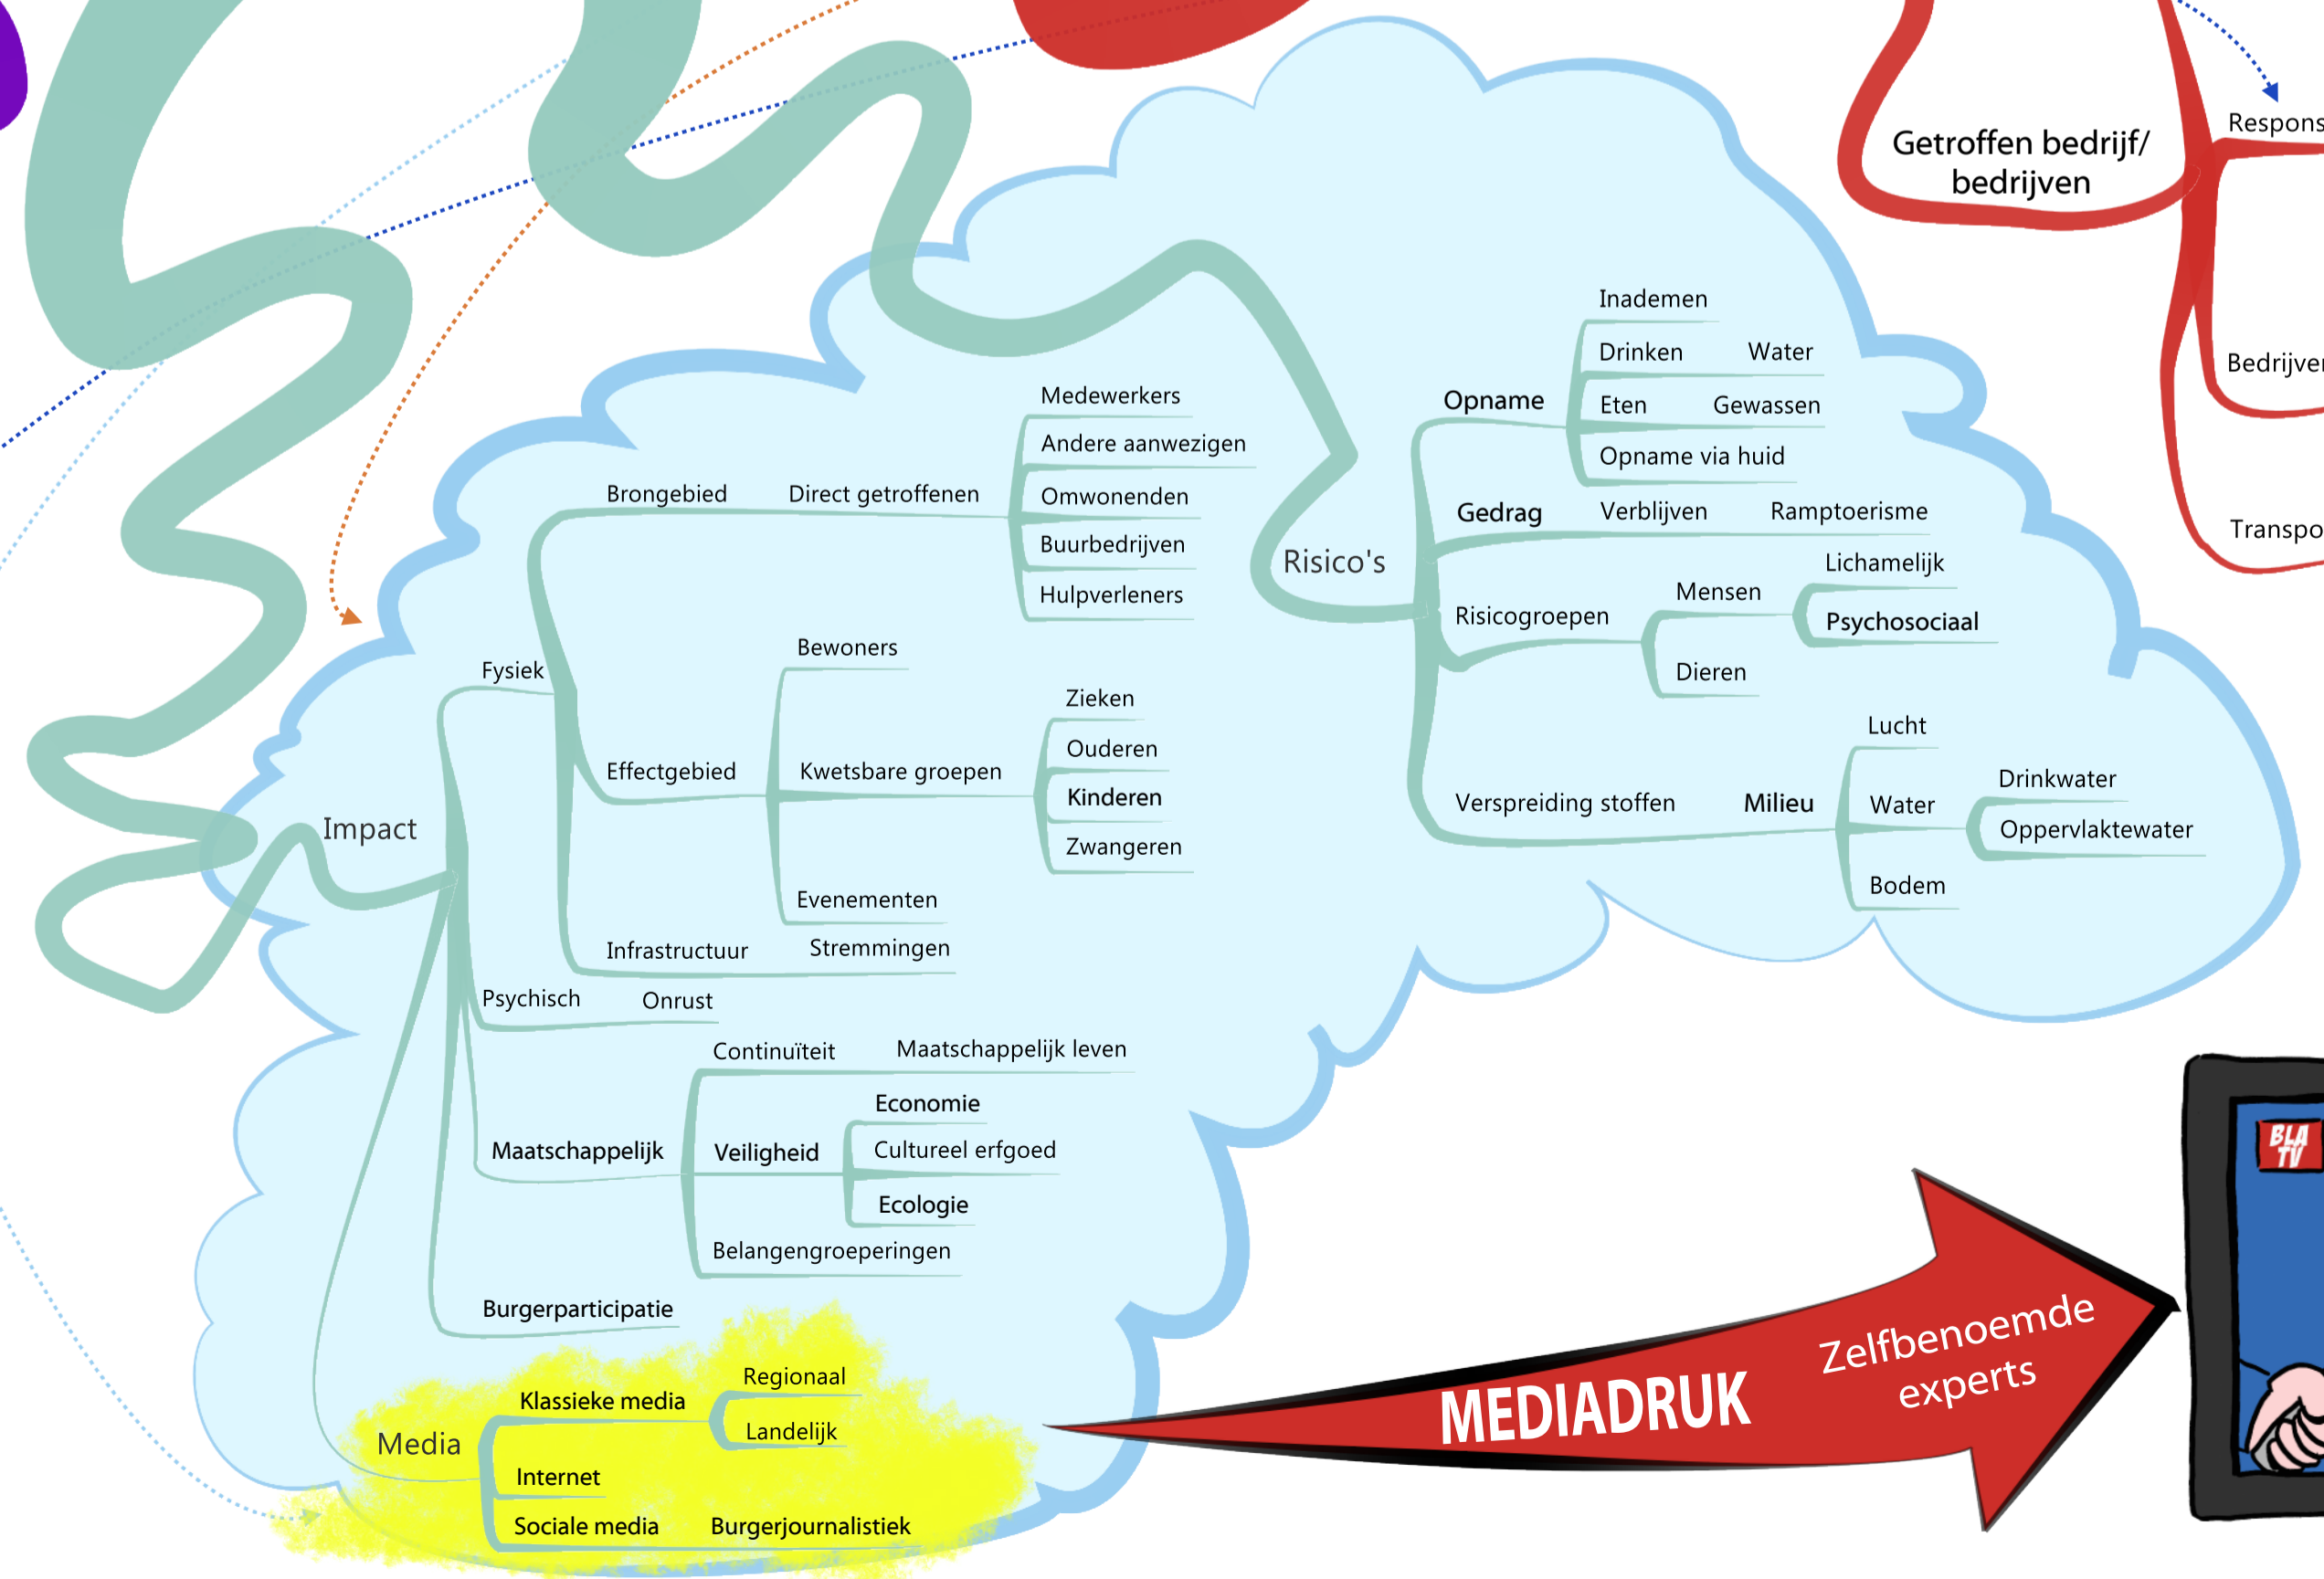 Getroffen bedrijf/
bedrijven
Respons
Bedrijve
Transpo
Risico's
Opname
Inademen
Drinken Water
Eten Gewassen
Opname via huid
Gedrag Verblijven Ramptoerisme
Risicogroepen
Mensen
Lichamelijk
Psychosociaal
Dieren
Verspreiding stoffen Milieu
Lucht
Water
Drinkwater
Oppervlaktewater
Bodem
Impact
Fysiek
Brongebied Direct getroffenen
Medewerkers
Andere aanwezigen
Omwonenden
Buurbedrijven
Hulpverleners
Effectgebied
Bewoners
Kwetsbare groepen
Zieken
Ouderen
Kinderen
Zwangeren
Evenementen
Infrastructuur Stremmingen
Psychisch Onrust
Maatschappelijk
Continuïteit Maatschappelijk leven
Veiligheid
Economie
Cultureel erfgoed
Ecologie
Belangengroeperingen
Burgerparticipatie
Media
Klassieke media
Regionaal
Landelijk
Internet
Sociale media Burgerjournalistiek
MEDIADRUK
Zelfbenoemde
experts
BLA
TV